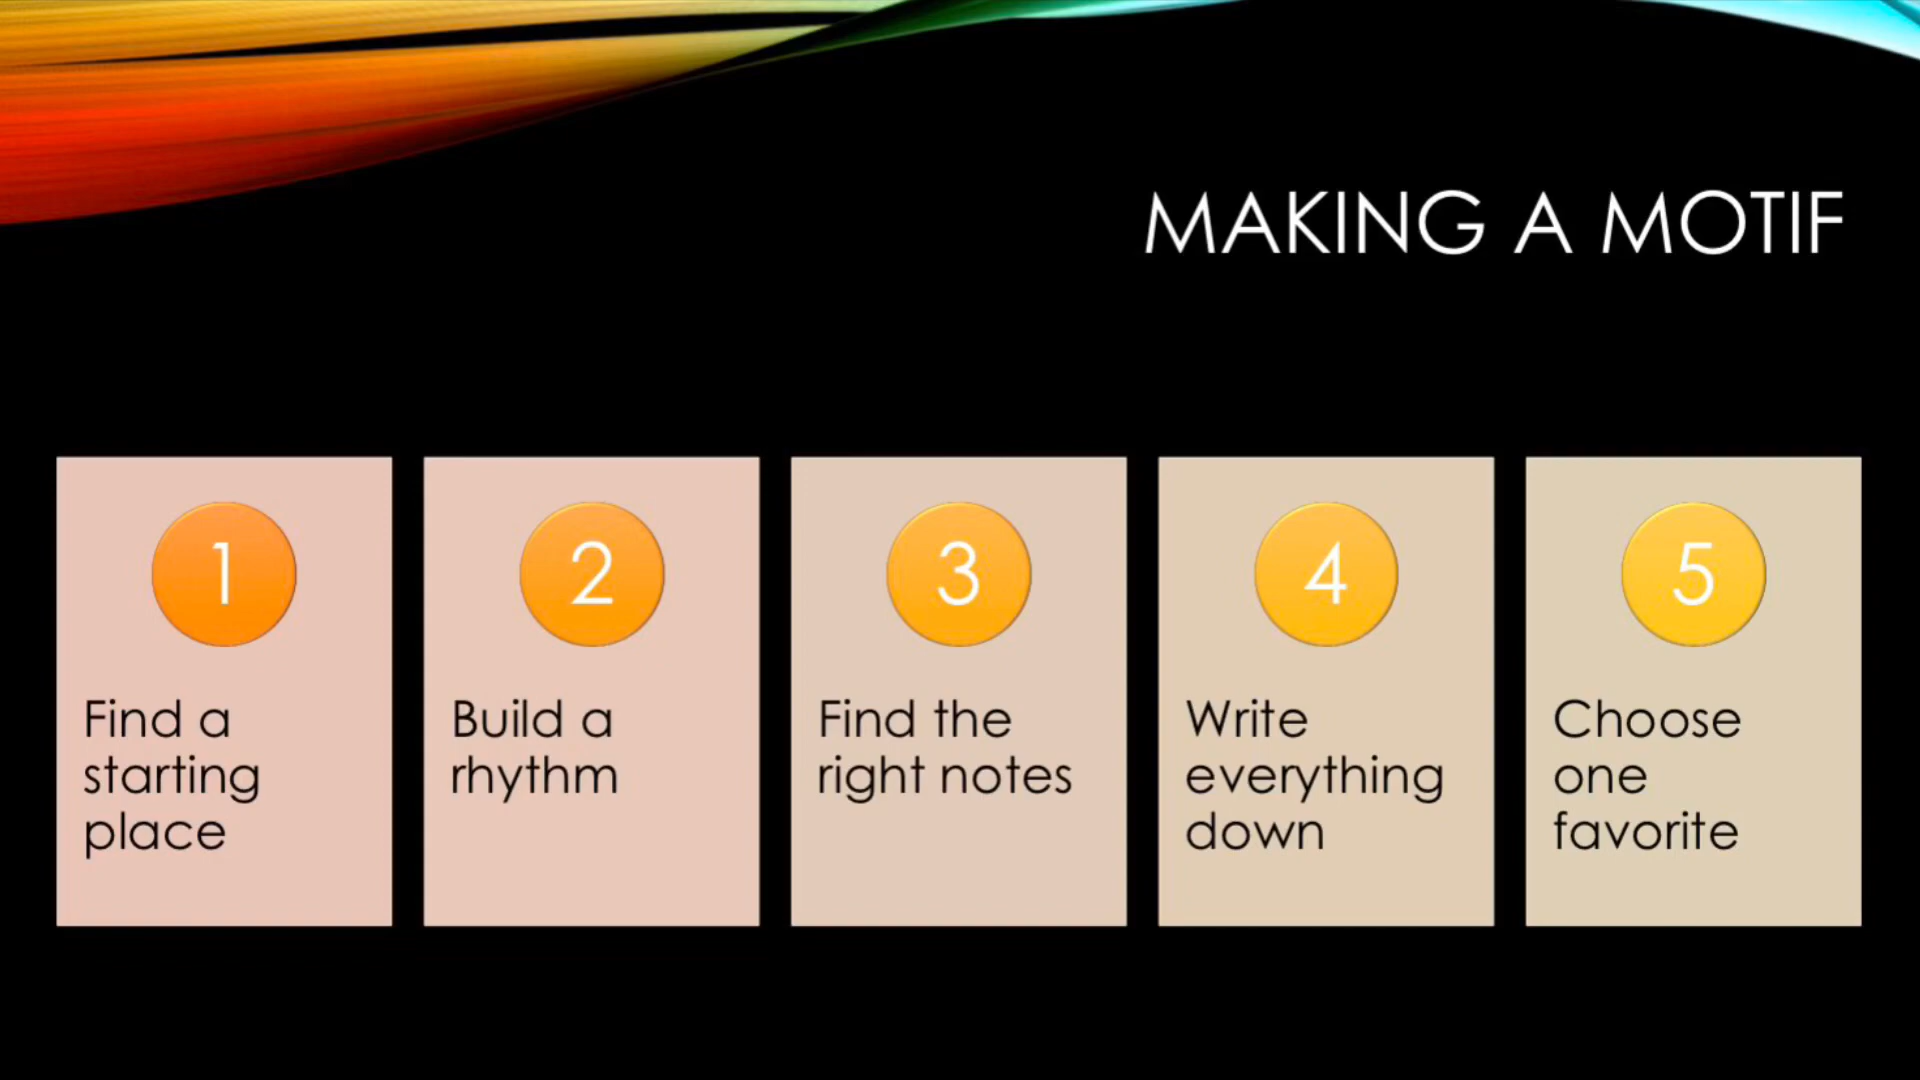 MAKING A MOTIF
1
Find a
starting
place
2
Build a
rhythm
3
Find the
right notes
4
Write
everything
down
5
Choose
one
favorite